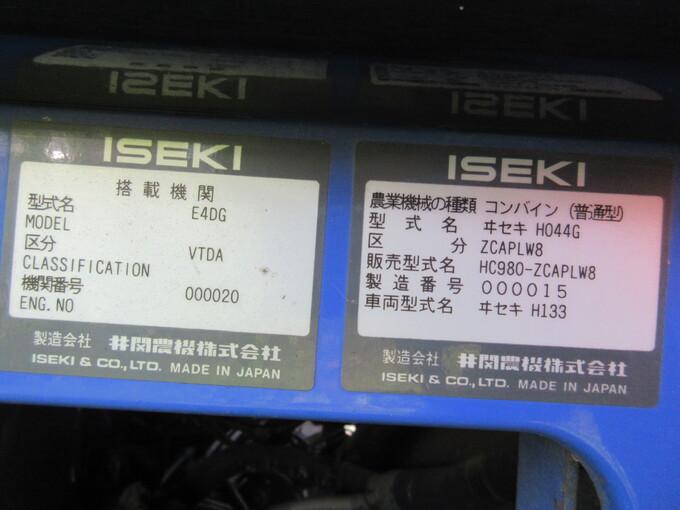 ISEKI
搭載機関
型式名 E4DG
MODEL
区分 VTDA
CLASSIFICATION
機関番号 000020
ENG.NO
製造会社 井関農機株式会社
ISEKI & CO.,LTD. MADE IN JAPAN
ISEKI
農業機械の種類 コンバイン (普通型)
型式名 ヰセキ HO44G
区分 ZCAPLW8
販売型式名 HC980-ZCAPLW8
製造番号 000015
車両型式名 ヰセキ H133
製造会社 井関農機株式会社
ISEKI & CO.,LTD. MADE IN JAPAN